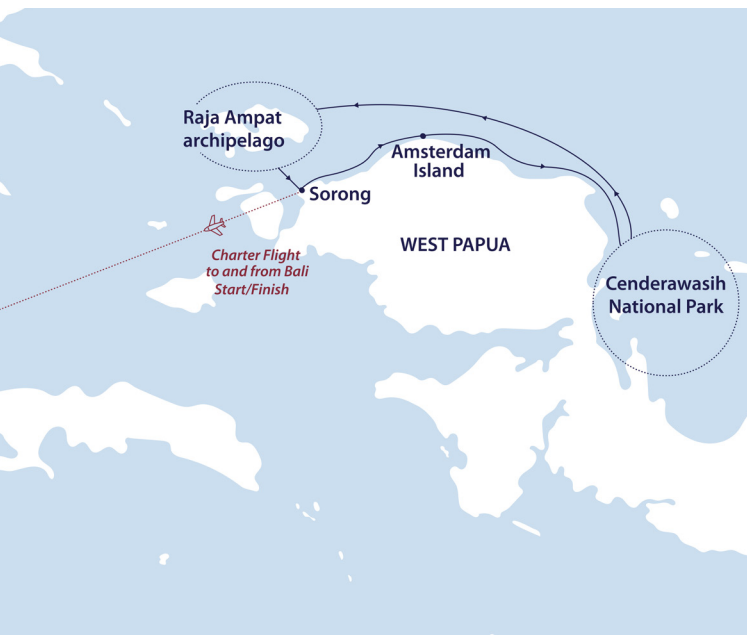 Raja Ampat
archipelago
Amsterdam
Island
Sorong
WEST PAPUA
Charter Flight
to and from Bali
Start/Finish
Cenderawasih
National Park